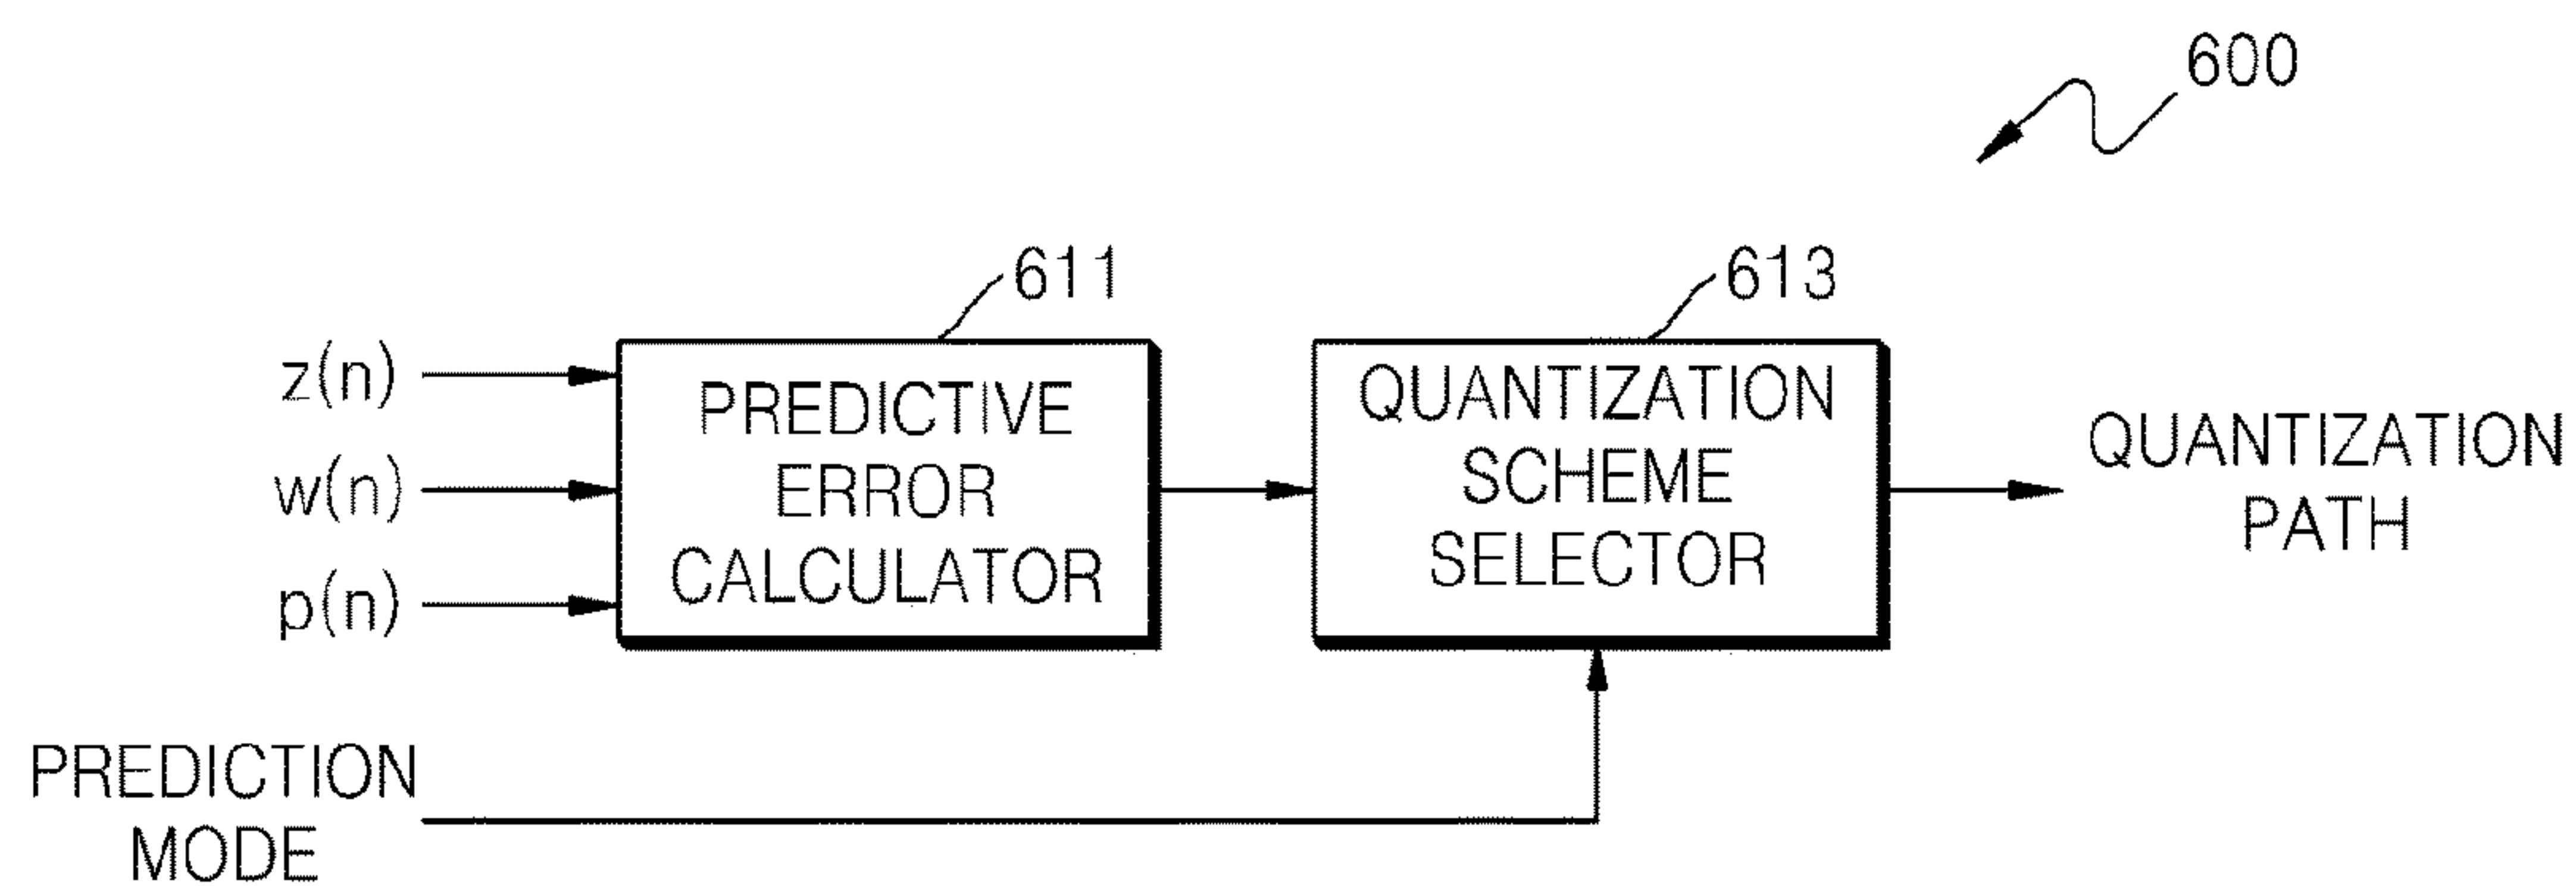 600
611
613
z(n)
w(n)
p(n)
PREDICTIVE
ERROR
CALCULATOR
QUANTIZATION
SCHEME
SELECTOR
QUANTIZATION
PATH
PREDICTION
MODE